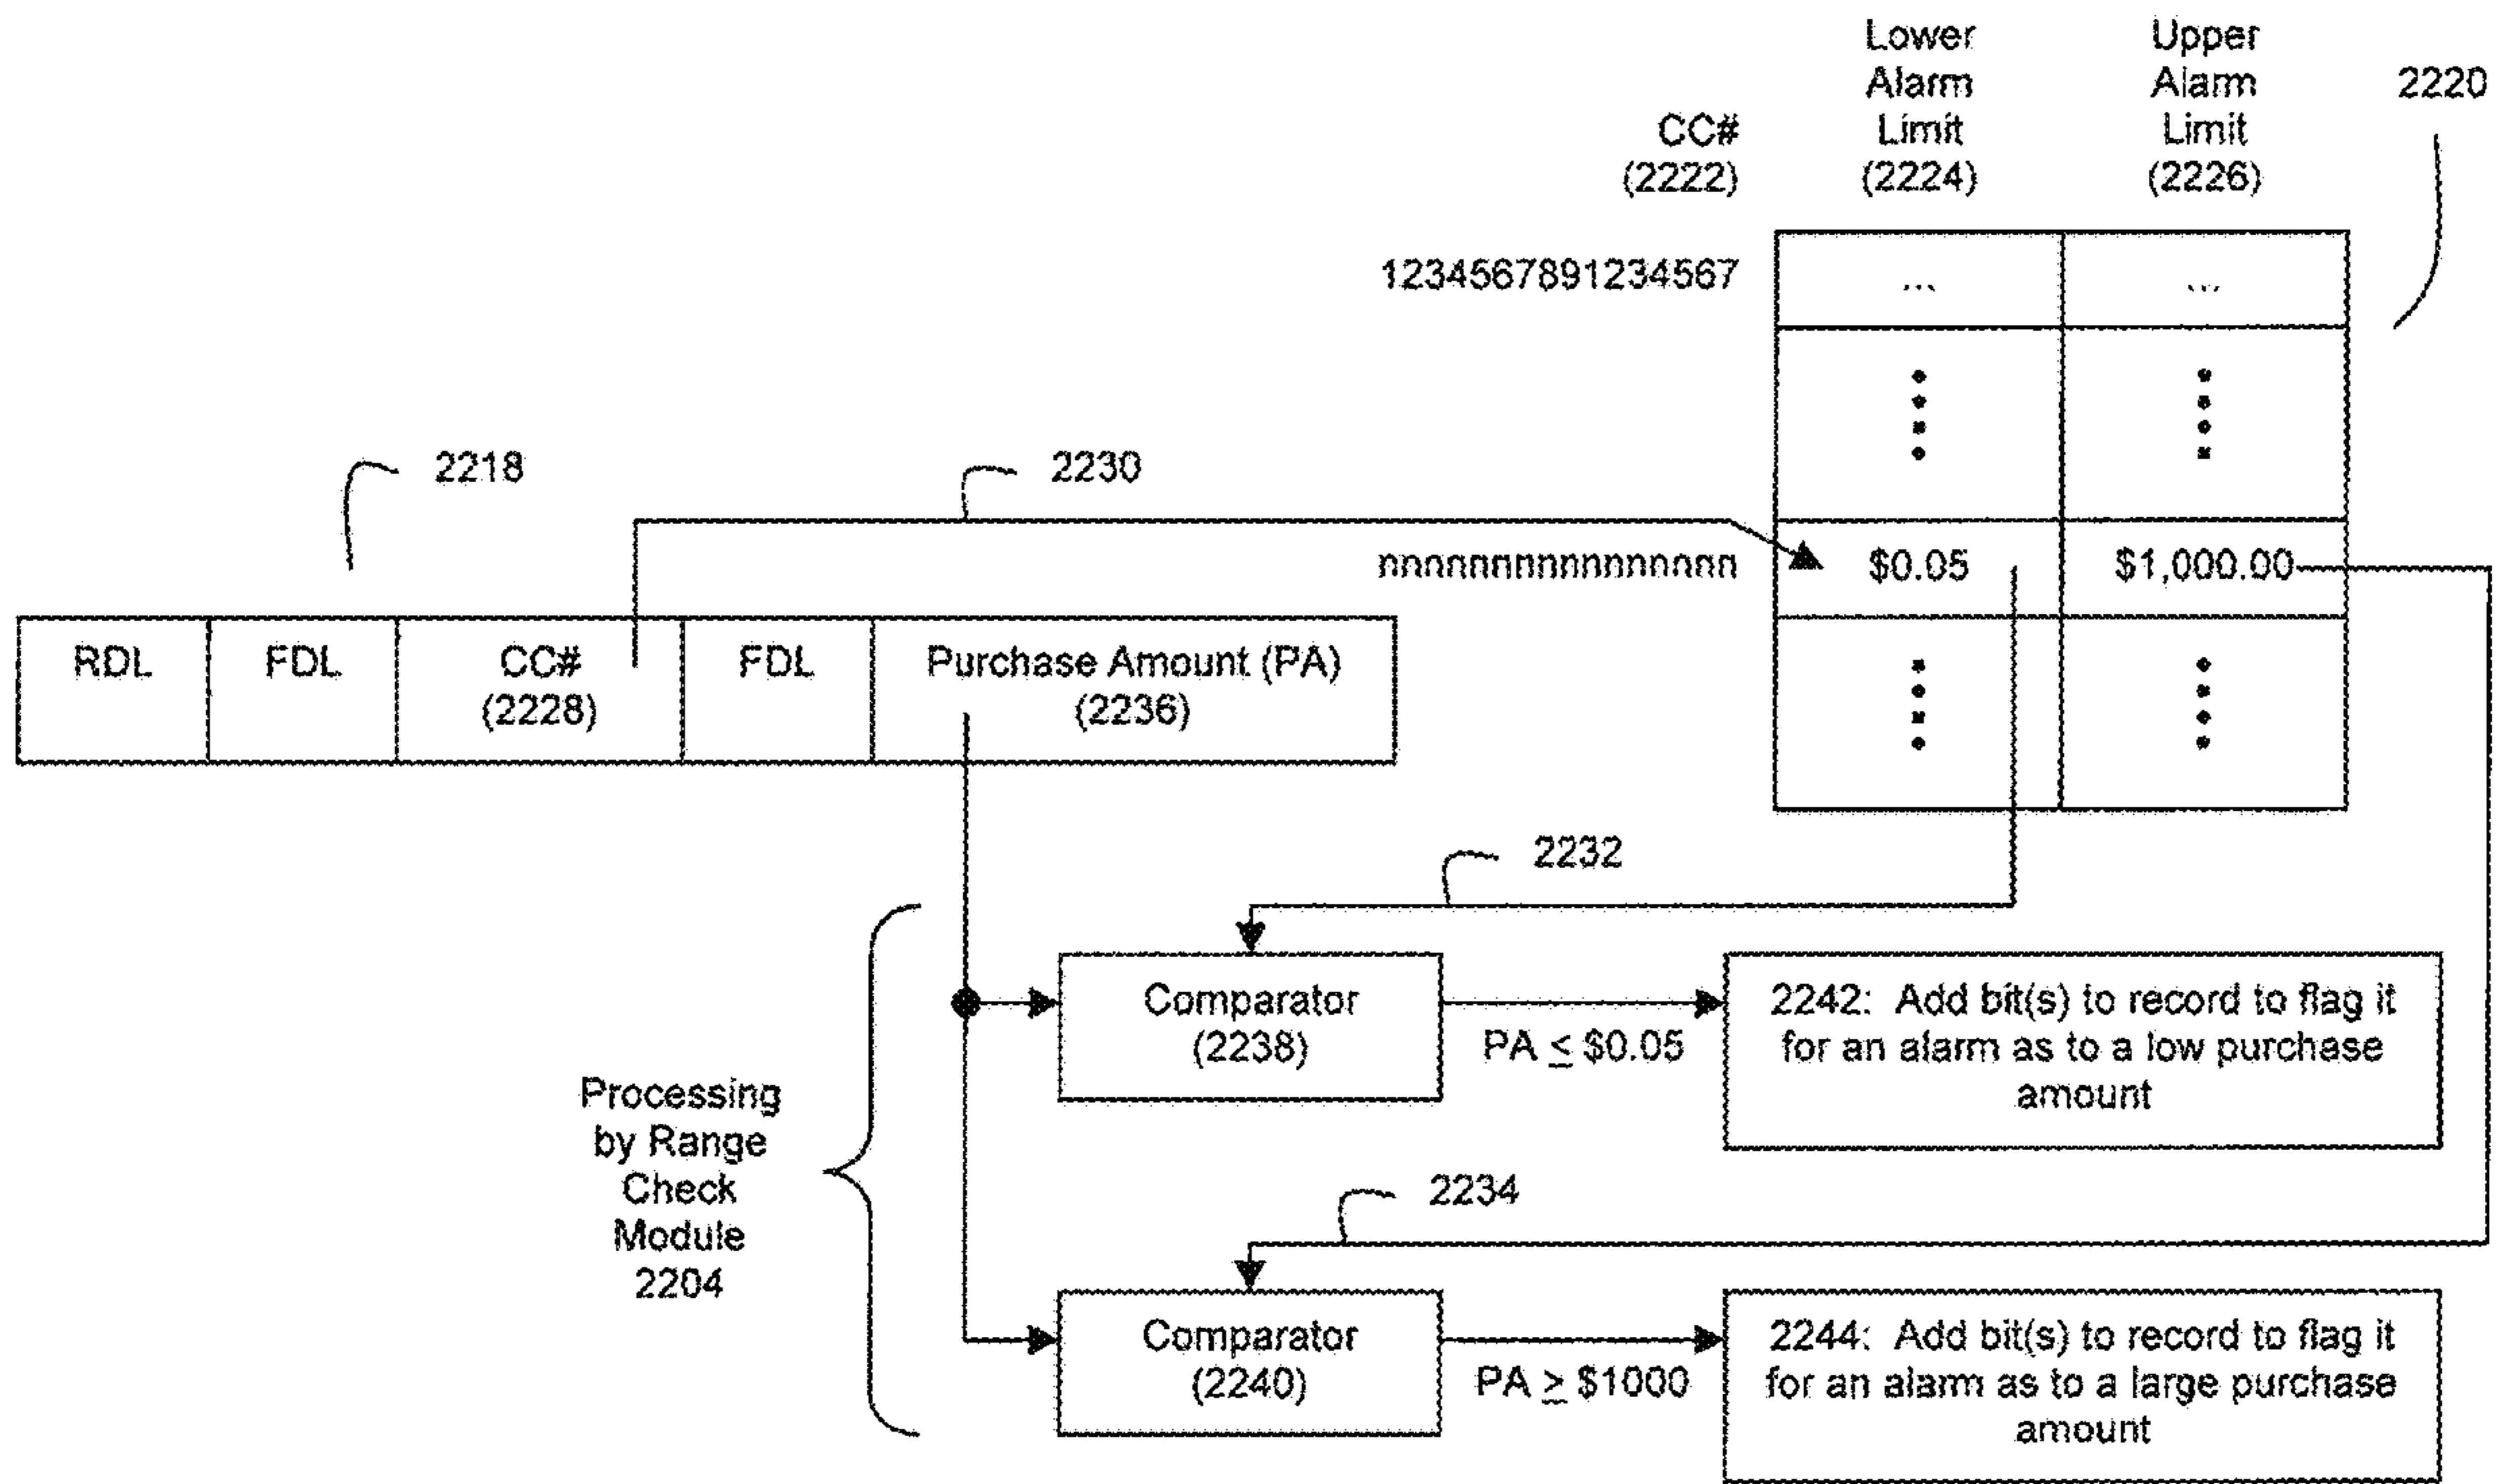 Lower
Alarm
Limit
(2224)
Upper
Alarm
Limit
(2226)
2220
CC#
(2222)
1234567891234567
...
...
2218
2230
nnnnnnnnnnnnnnnn
$0.05
$1,000.00
RDL
FDL
CC#
(2228)
FDL
Purchase Amount (PA)
(2236)
2232
Comparator
(2238)
PA ≤ $0.05
2242: Add bit(s) to record to flag it
for an alarm as to a low purchase
amount
Processing
by Range
Check
Module
2204
2234
Comparator
(2240)
PA ≥ $1000
2244: Add bit(s) to record to flag it
for an alarm as to a large purchase
amount